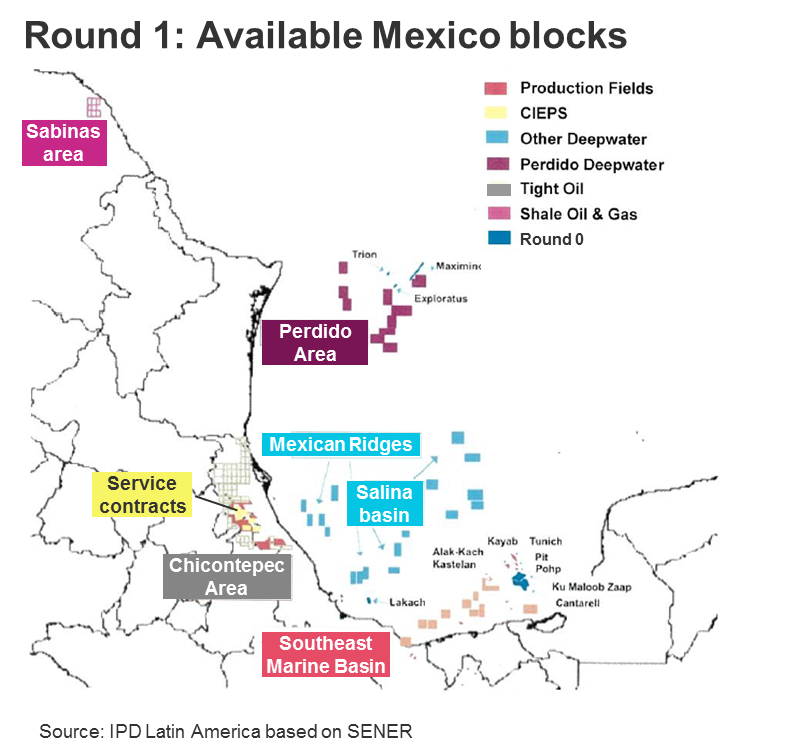 Round 1: Available Mexico blocks
Production Fields
CIEPS
Other Deepwater
Perdido Deepwater
Tight Oil
Shale Oil & Gas
Round 0
Sabinas
area
Trion
Maximino
Exploratus
Perdido
Area
Mexican Ridges
Salina
basin
Service
contracts
Chicontepec
Area
Kayab
Tunich
Alak-Kach
Kastelan
Pit
Pohp
Ku Maloob Zaap
Cantarell
Lakach
Southeast
Marine Basin
Source: IPD Latin America based on SENER